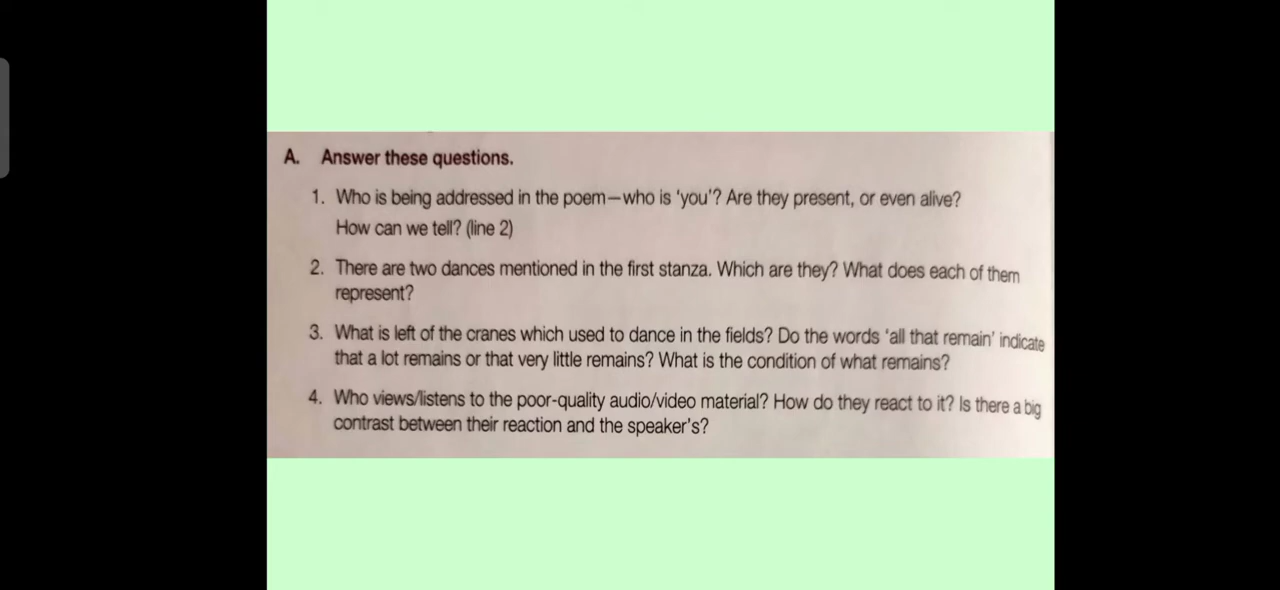 A. Answer these questions.
1. Who is being addressed in the poem—who is 'you'? Are they present, or even alive?
How can we tell? (line 2)
2. There are two dances mentioned in the first stanza. Which are they? What does each of them
represent?
3. What is left of the cranes which used to dance in the fields? Do the words 'all that remain' indicate
that a lot remains or that very little remains? What is the condition of what remains?
4. Who views/listens to the poor-quality audio/video material? How do they react to it? Is there a big
contrast between their reaction and the speaker's?